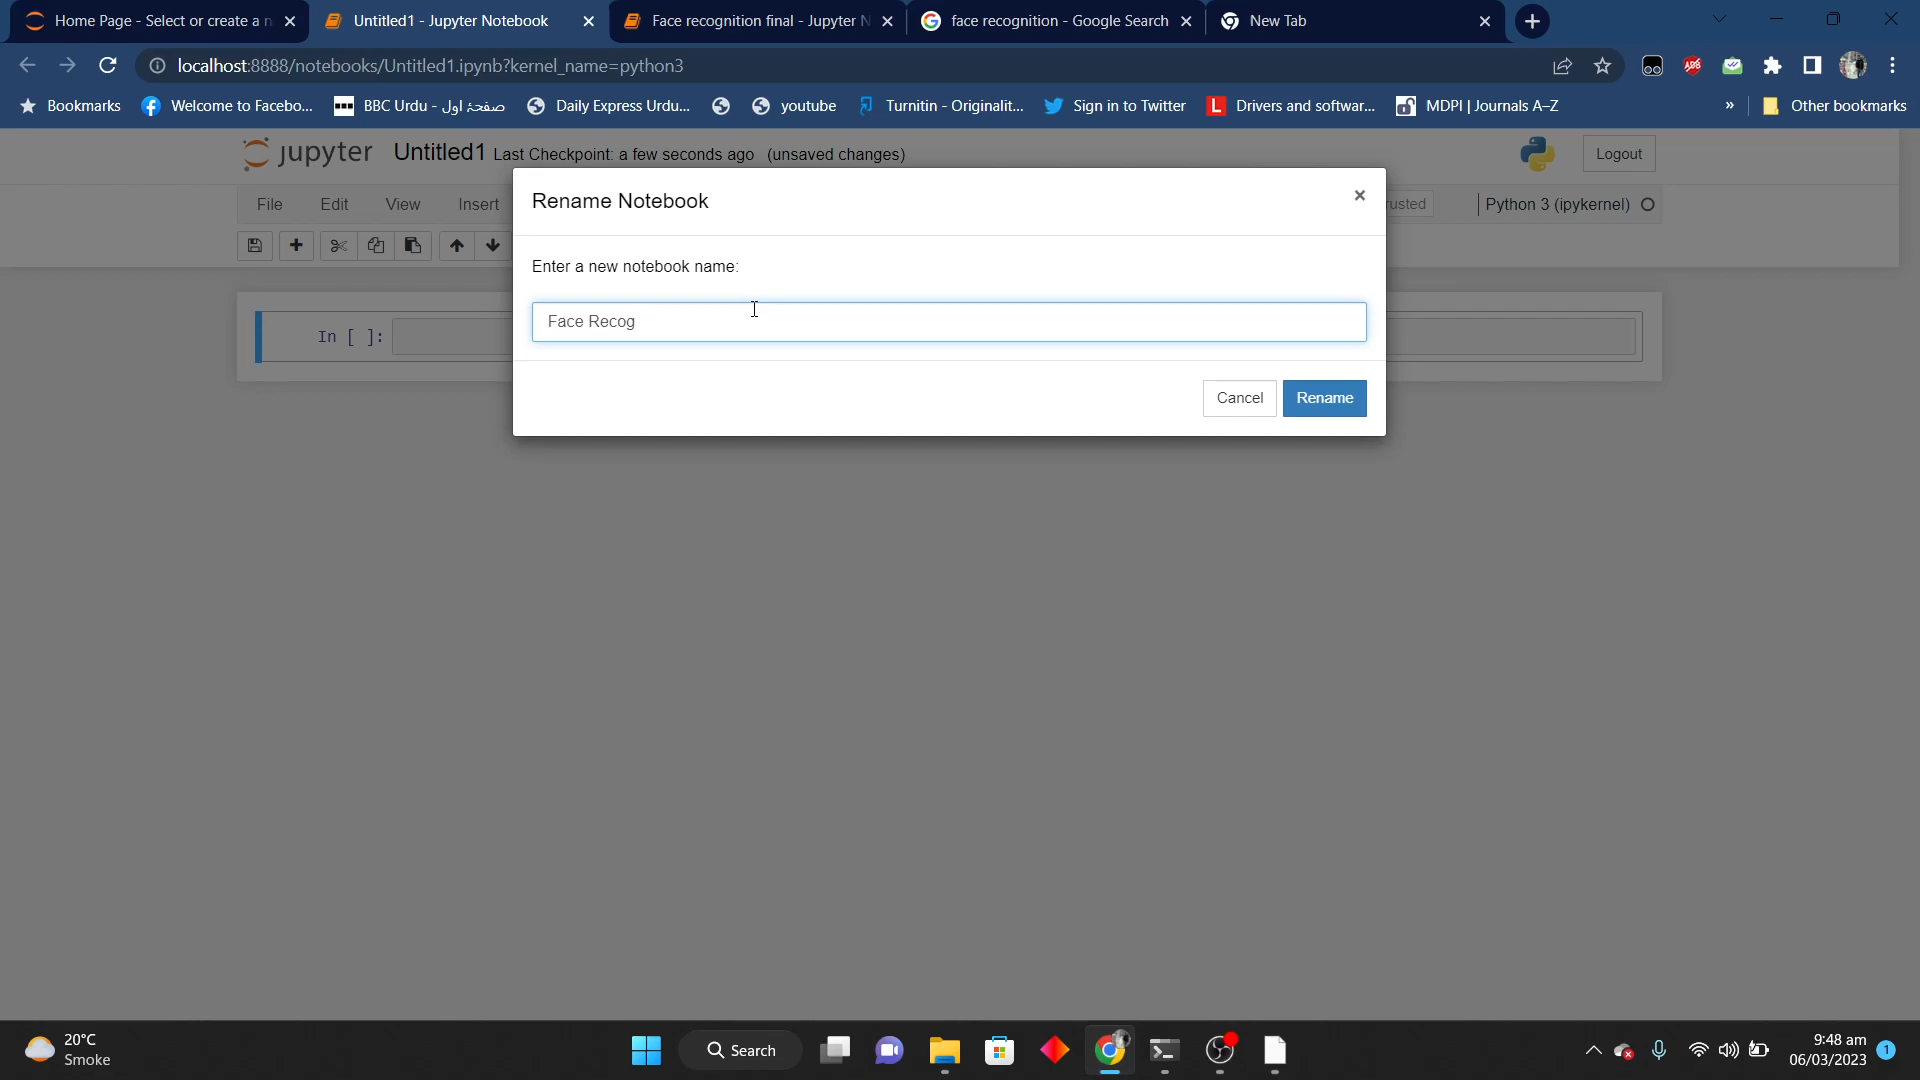 Home Page - Select or create a n
Untitled1 - Jupyter Notebook
Face recognition final - Jupyter N
face recognition - Google Search
New Tab
localhost:8888/notebooks/Untitled1.ipynb?kernel_name=python3
ABP
Bookmarks
Welcome to Facebo...
BBC Urdu - صفحۂ اول
Daily Express Urdu...
youtube
Turnitin - Originalit...
Sign in to Twitter
L
Drivers and softwar...
MDPI | Journals A–Z
»
Other bookmarks
jupyter
Untitled1
Last Checkpoint: a few seconds ago
(unsaved changes)
Logout
File
Edit
View
Insert
rusted
Python 3 (ipykernel)
Rename Notebook
Enter a new notebook name:
In [ ]:
Face Recog
Cancel
Rename
20°C
Smoke
Search
9:48 am
06/03/2023
1